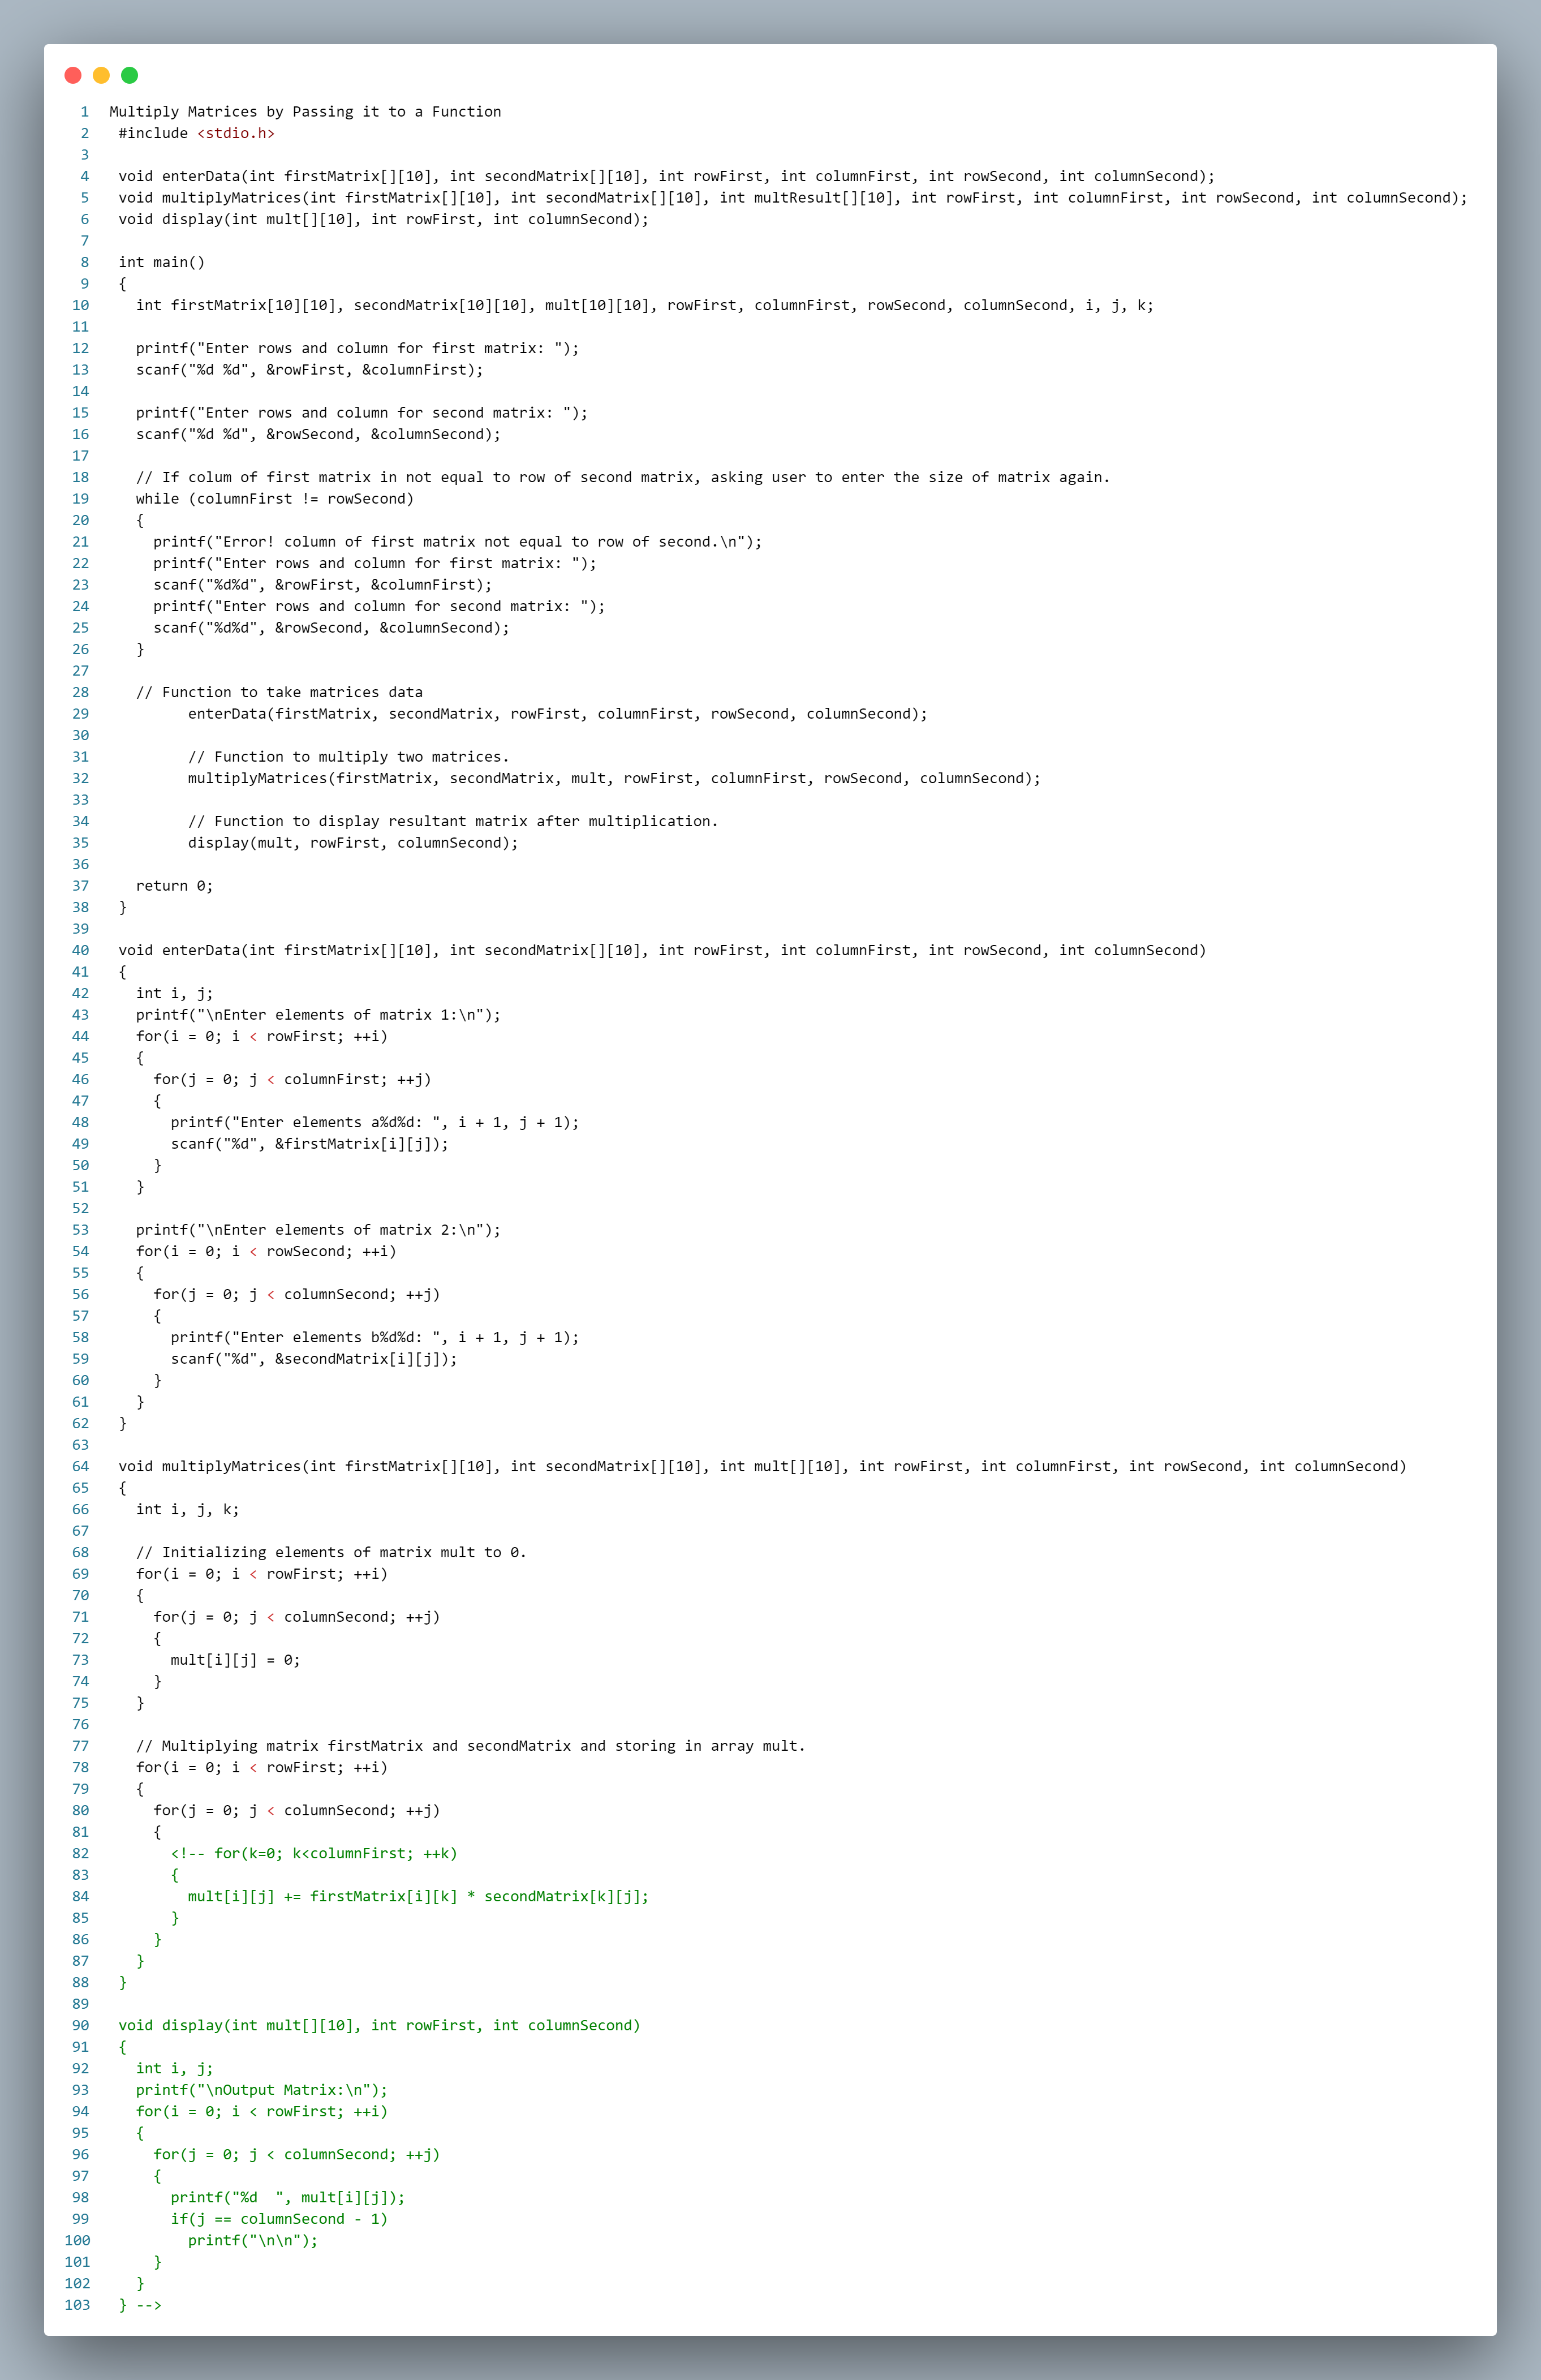 1 Multiply Matrices by Passing it to a Function
2 #include <stdio.h>
3
4 void enterData(int firstMatrix[][10], int secondMatrix[][10], int rowFirst, int columnFirst, int rowSecond, int columnSecond);
5 void multiplyMatrices(int firstMatrix[][10], int secondMatrix[][10], int multResult[][10], int rowFirst, int columnFirst, int rowSecond, int columnSecond);
6 void display(int mult[][10], int rowFirst, int columnSecond);
7
8 int main()
9 {
10 int firstMatrix[10][10], secondMatrix[10][10], mult[10][10], rowFirst, columnFirst, rowSecond, columnSecond, i, j, k;
11
12 printf("Enter rows and column for first matrix: ");
13 scanf("%d %d", &rowFirst, &columnFirst);
14
15 printf("Enter rows and column for second matrix: ");
16 scanf("%d %d", &rowSecond, &columnSecond);
17
18 // If colum of first matrix in not equal to row of second matrix, asking user to enter the size of matrix again.
19 while (columnFirst != rowSecond)
20 {
21 printf("Error! column of first matrix not equal to row of second.\n");
22 printf("Enter rows and column for first matrix: ");
23 scanf("%d%d", &rowFirst, &columnFirst);
24 printf("Enter rows and column for second matrix: ");
25 scanf("%d%d", &rowSecond, &columnSecond);
26 }
27
28 // Function to take matrices data
29 enterData(firstMatrix, secondMatrix, rowFirst, columnFirst, rowSecond, columnSecond);
30
31 // Function to multiply two matrices.
32 multiplyMatrices(firstMatrix, secondMatrix, mult, rowFirst, columnFirst, rowSecond, columnSecond);
33
34 // Function to display resultant matrix after multiplication.
35 display(mult, rowFirst, columnSecond);
36
37 return 0;
38 }
39
40 void enterData(int firstMatrix[][10], int secondMatrix[][10], int rowFirst, int columnFirst, int rowSecond, int columnSecond)
41 {
42 int i, j;
43 printf("\nEnter elements of matrix 1:\n");
44 for(i = 0; i < rowFirst; ++i)
45 {
46 for(j = 0; j < columnFirst; ++j)
47 {
48 printf("Enter elements a%d%d: ", i + 1, j + 1);
49 scanf("%d", &firstMatrix[i][j]);
50 }
51 }
52
53 printf("\nEnter elements of matrix 2:\n");
54 for(i = 0; i < rowSecond; ++i)
55 {
56 for(j = 0; j < columnSecond; ++j)
57 {
58 printf("Enter elements b%d%d: ", i + 1, j + 1);
59 scanf("%d", &secondMatrix[i][j]);
60 }
61 }
62 }
63
64 void multiplyMatrices(int firstMatrix[][10], int secondMatrix[][10], int mult[][10], int rowFirst, int columnFirst, int rowSecond, int columnSecond)
65 {
66 int i, j, k;
67
68 // Initializing elements of matrix mult to 0.
69 for(i = 0; i < rowFirst; ++i)
70 {
71 for(j = 0; j < columnSecond; ++j)
72 {
73 mult[i][j] = 0;
74 }
75 }
76
77 // Multiplying matrix firstMatrix and secondMatrix and storing in array mult.
78 for(i = 0; i < rowFirst; ++i)
79 {
80 for(j = 0; j < columnSecond; ++j)
81 {
82 <!-- for(k=0; k<columnFirst; ++k)
83 {
84 mult[i][j] += firstMatrix[i][k] * secondMatrix[k][j];
85 }
86 }
87 }
88 }
89
90 void display(int mult[][10], int rowFirst, int columnSecond)
91 {
92 int i, j;
93 printf("\nOutput Matrix:\n");
94 for(i = 0; i < rowFirst; ++i)
95 {
96 for(j = 0; j < columnSecond; ++j)
97 {
98 printf("%d  ", mult[i][j]);
99 if(j == columnSecond - 1)
100 printf("\n\n");
101 }
102 }
103 } -->